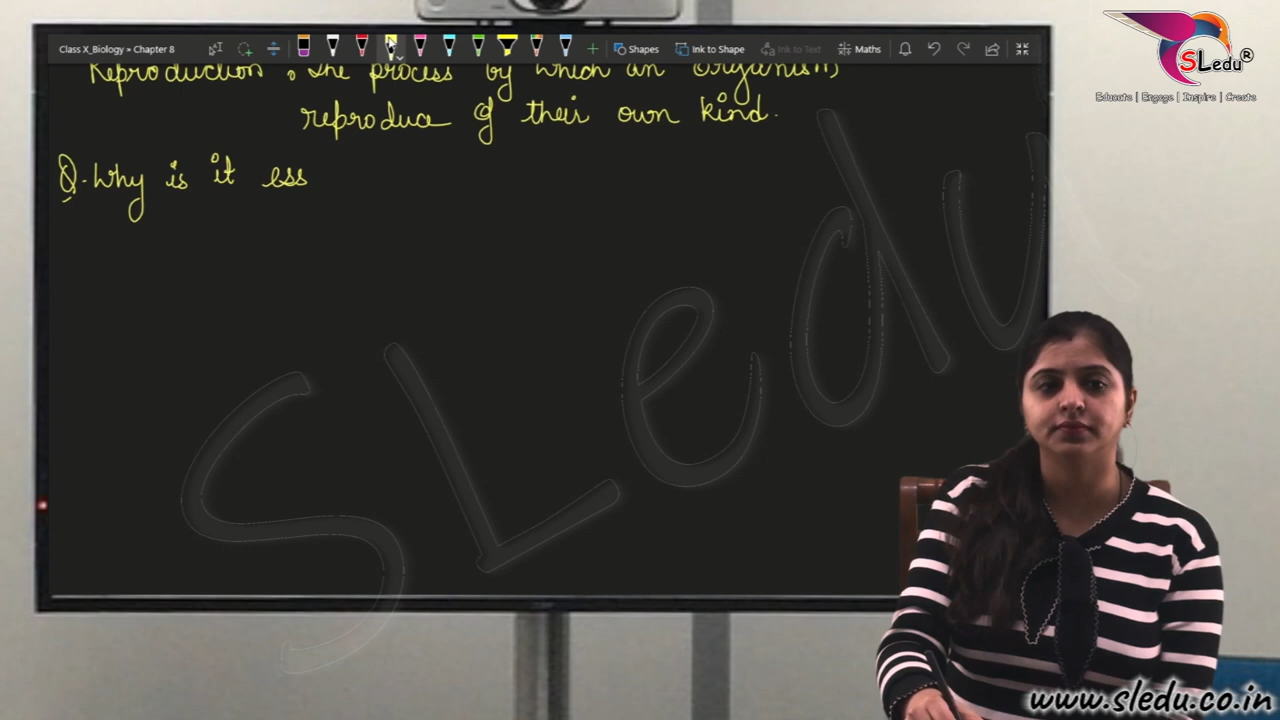 SLedu®
Educate | Engage | Inspire | Create
Class X_Biology » Chapter 8
Shapes
Ink to Shape
Ink to Text
Maths
Reproduction : The process by which an organism,
reproduce of their own kind.
Q. Why is it ess
SLedu
www.sledu.co.in